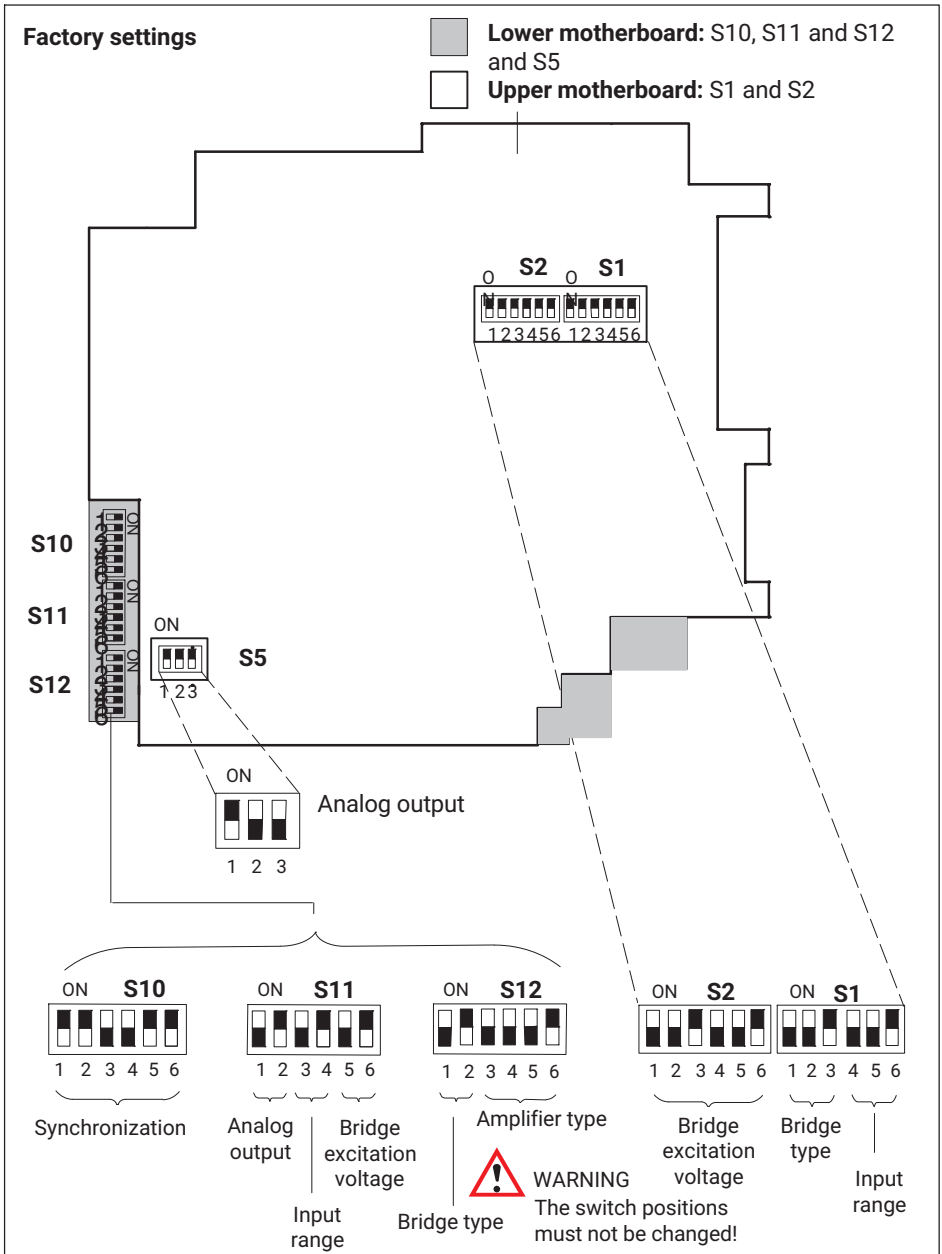 Factory settings
Lower motherboard: S10, S11 and S12
and S5
Upper motherboard: S1 and S2
S2 S1
ON ON
123456 123456
S10
ON
S11
ON
S12
ON
ON
S5
123
ON
Analog output
1 2 3
ON S10
1 2 3 4 5 6
Synchronization
ON S11
1 2 3 4 5 6
Analog
output
Input
range
Bridge
excitation
voltage
ON S12
1 2 3 4 5 6
Bridge type
Amplifier type
WARNING
The switch positions
must not be changed!
ON S2
1 2 3 4 5 6
Bridge
excitation
voltage
ON S1
1 2 3 4 5 6
Bridge
type
Input
range